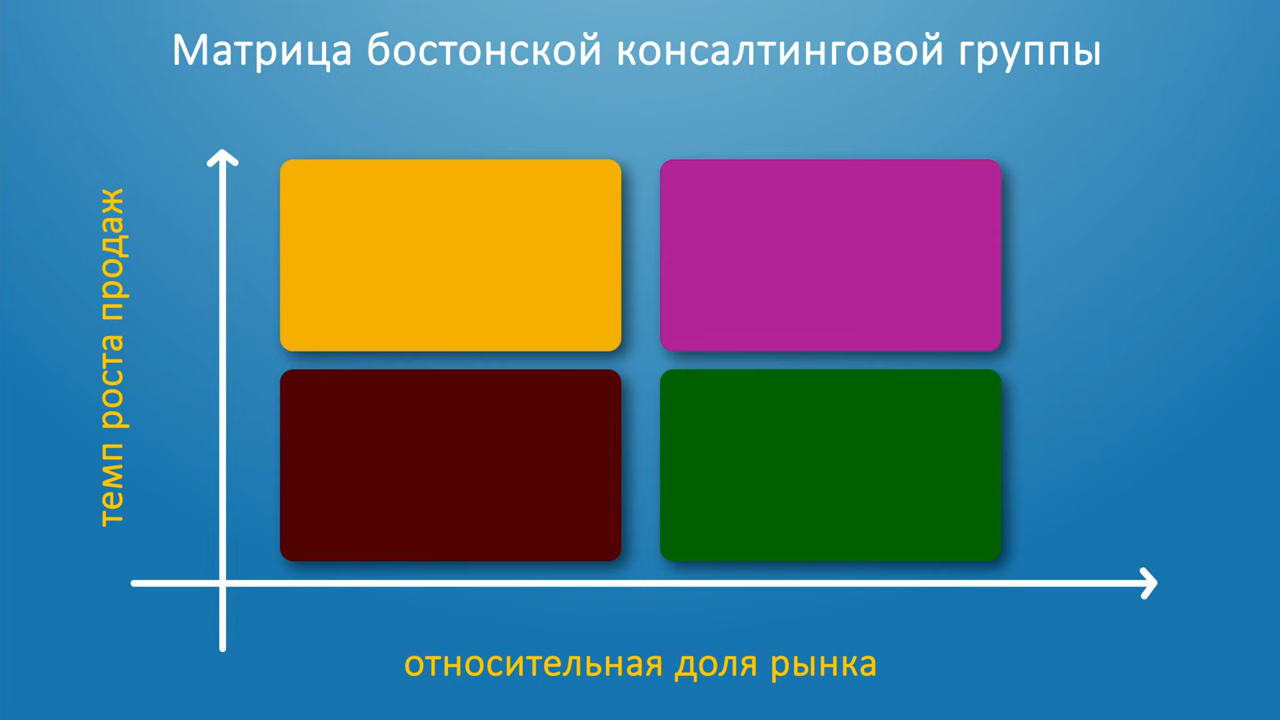 Матрица бостонской консалтинговой группы
темп роста продаж
относительная доля рынка